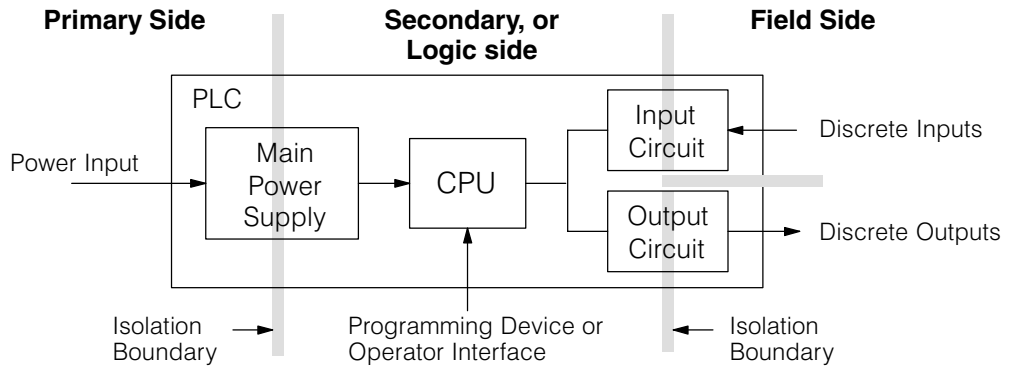 Primary Side
Secondary, or
Logic side
Field Side
PLC
Power Input
Main
Power
Supply
CPU
Input
Circuit
Output
Circuit
Discrete Inputs
Discrete Outputs
Isolation
Boundary
Programming Device or
Operator Interface
Isolation
Boundary